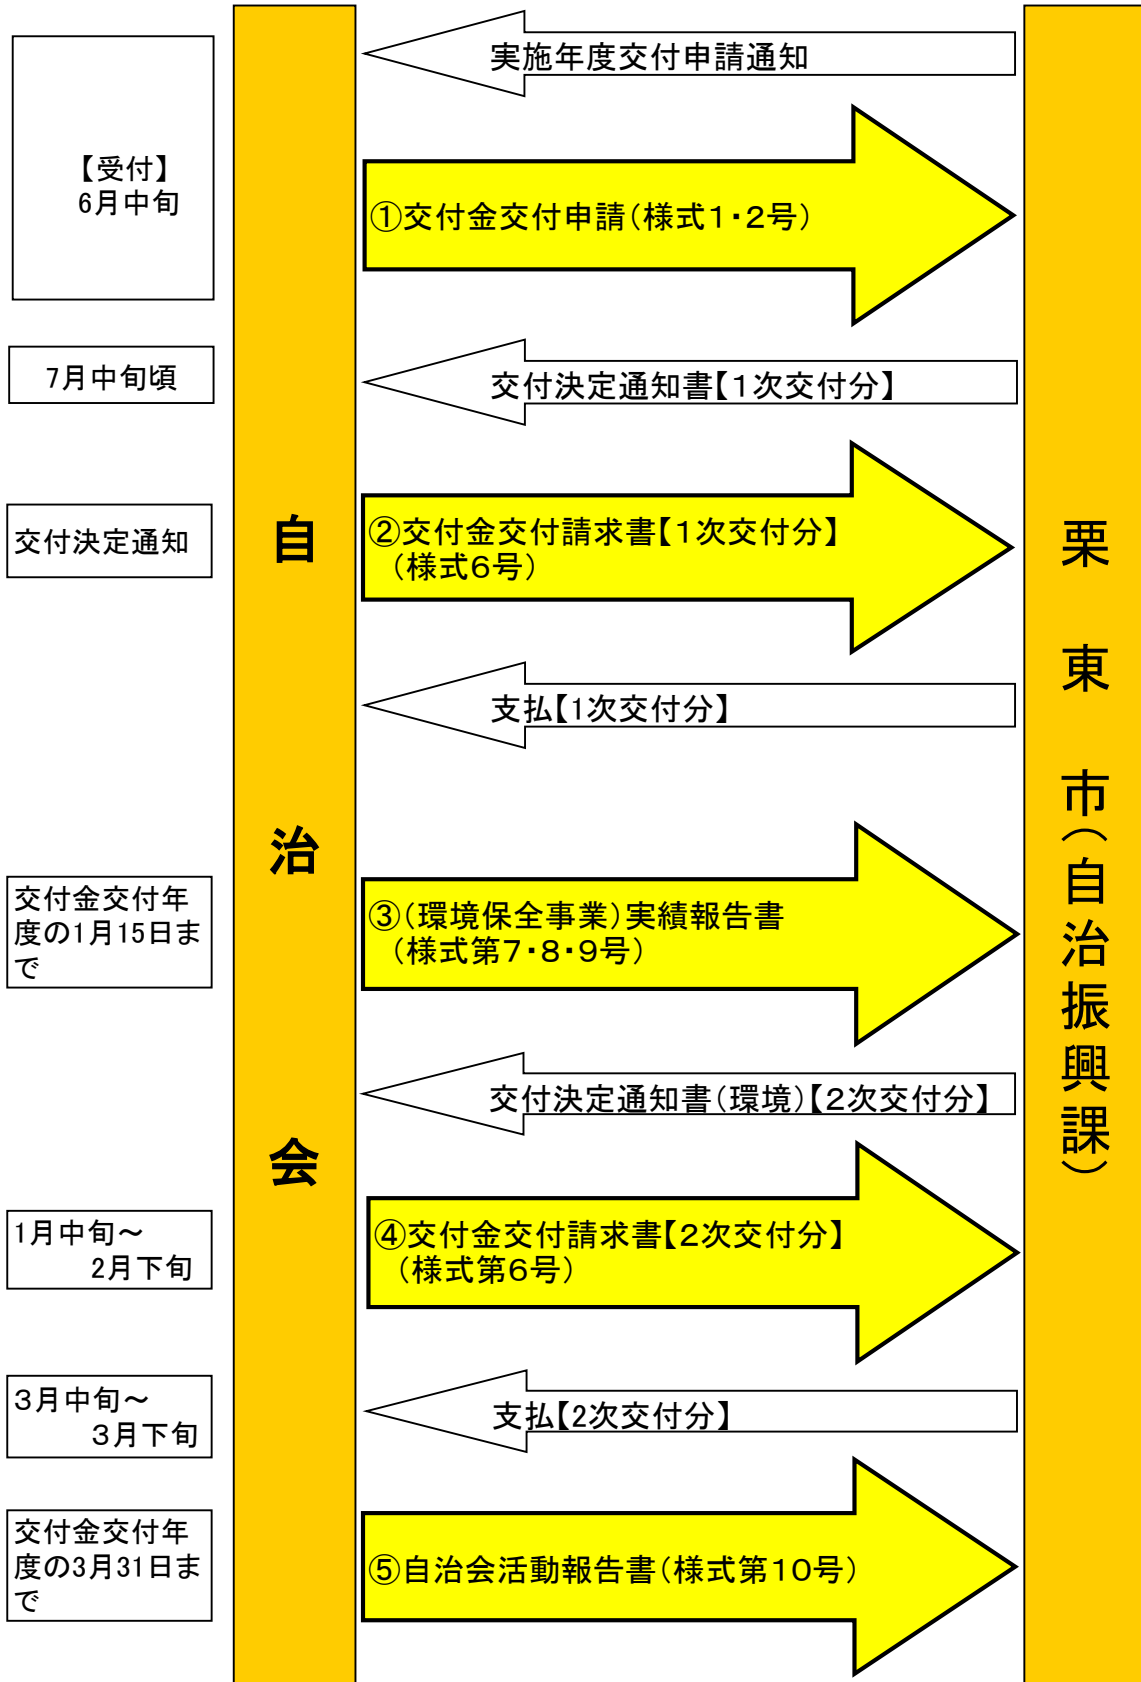 実施年度交付申請通知
【受付】
6月中旬
①交付金交付申請(様式1・2号)
7月中旬頃
交付決定通知書【1次交付分】
交付決定通知
②交付金交付請求書【1次交付分】
(様式6号)
支払【1次交付分】
交付金交付年
度の1月15日ま
で
③(環境保全事業)実績報告書
(様式第7・8・9号)
交付決定通知書(環境)【2次交付分】
1月中旬～
2月下旬
④交付金交付請求書【2次交付分】
(様式第6号)
3月中旬～
3月下旬
支払【2次交付分】
交付金交付年
度の3月31日ま
で
⑤自治会活動報告書(様式第10号)
自治会
栗東市(自治振興課)